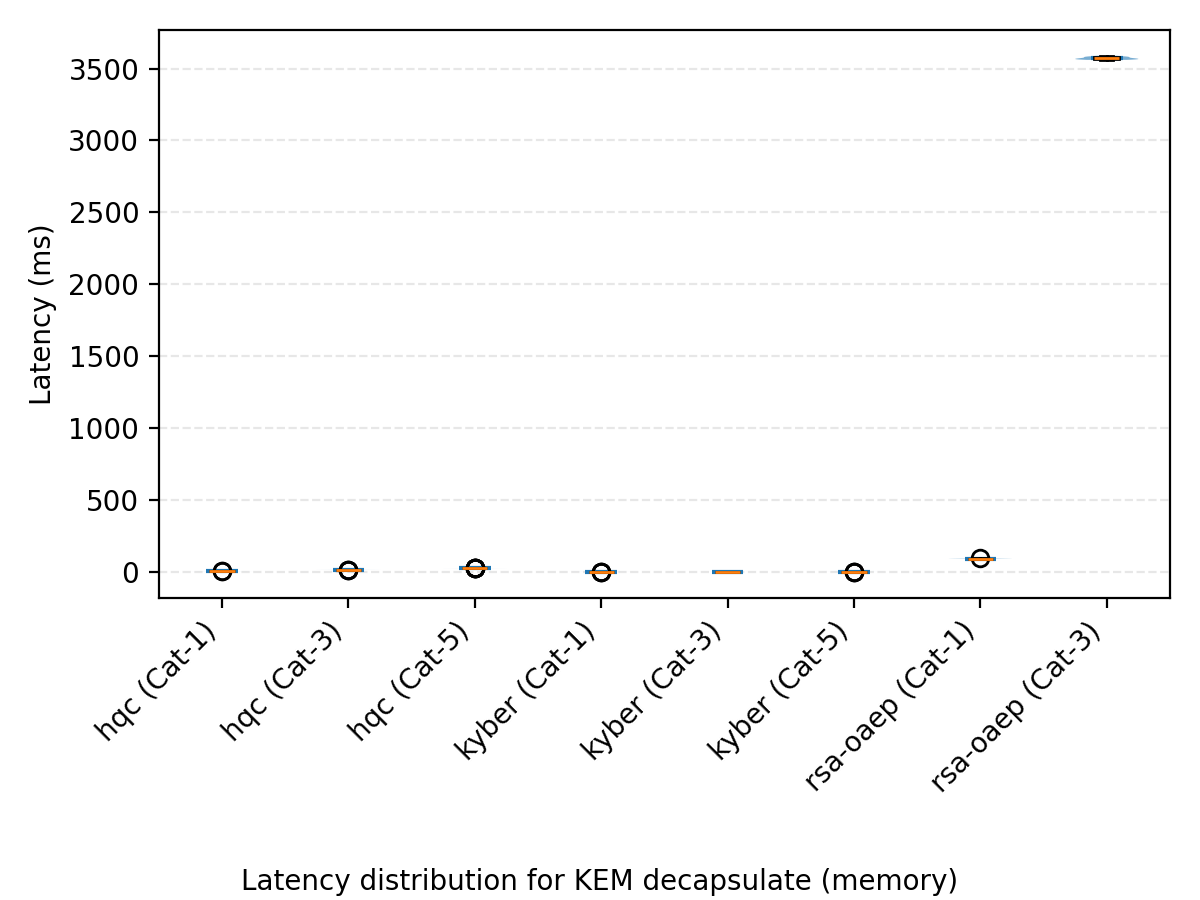 3500
3000
2500
2000
1500
1000
500
0
Latency (ms)
hqc (Cat-1)
hqc (Cat-3)
hqc (Cat-5)
kyber (Cat-1)
kyber (Cat-3)
kyber (Cat-5)
rsa-oaep (Cat-1)
rsa-oaep (Cat-3)
Latency distribution for KEM decapsulate (memory)